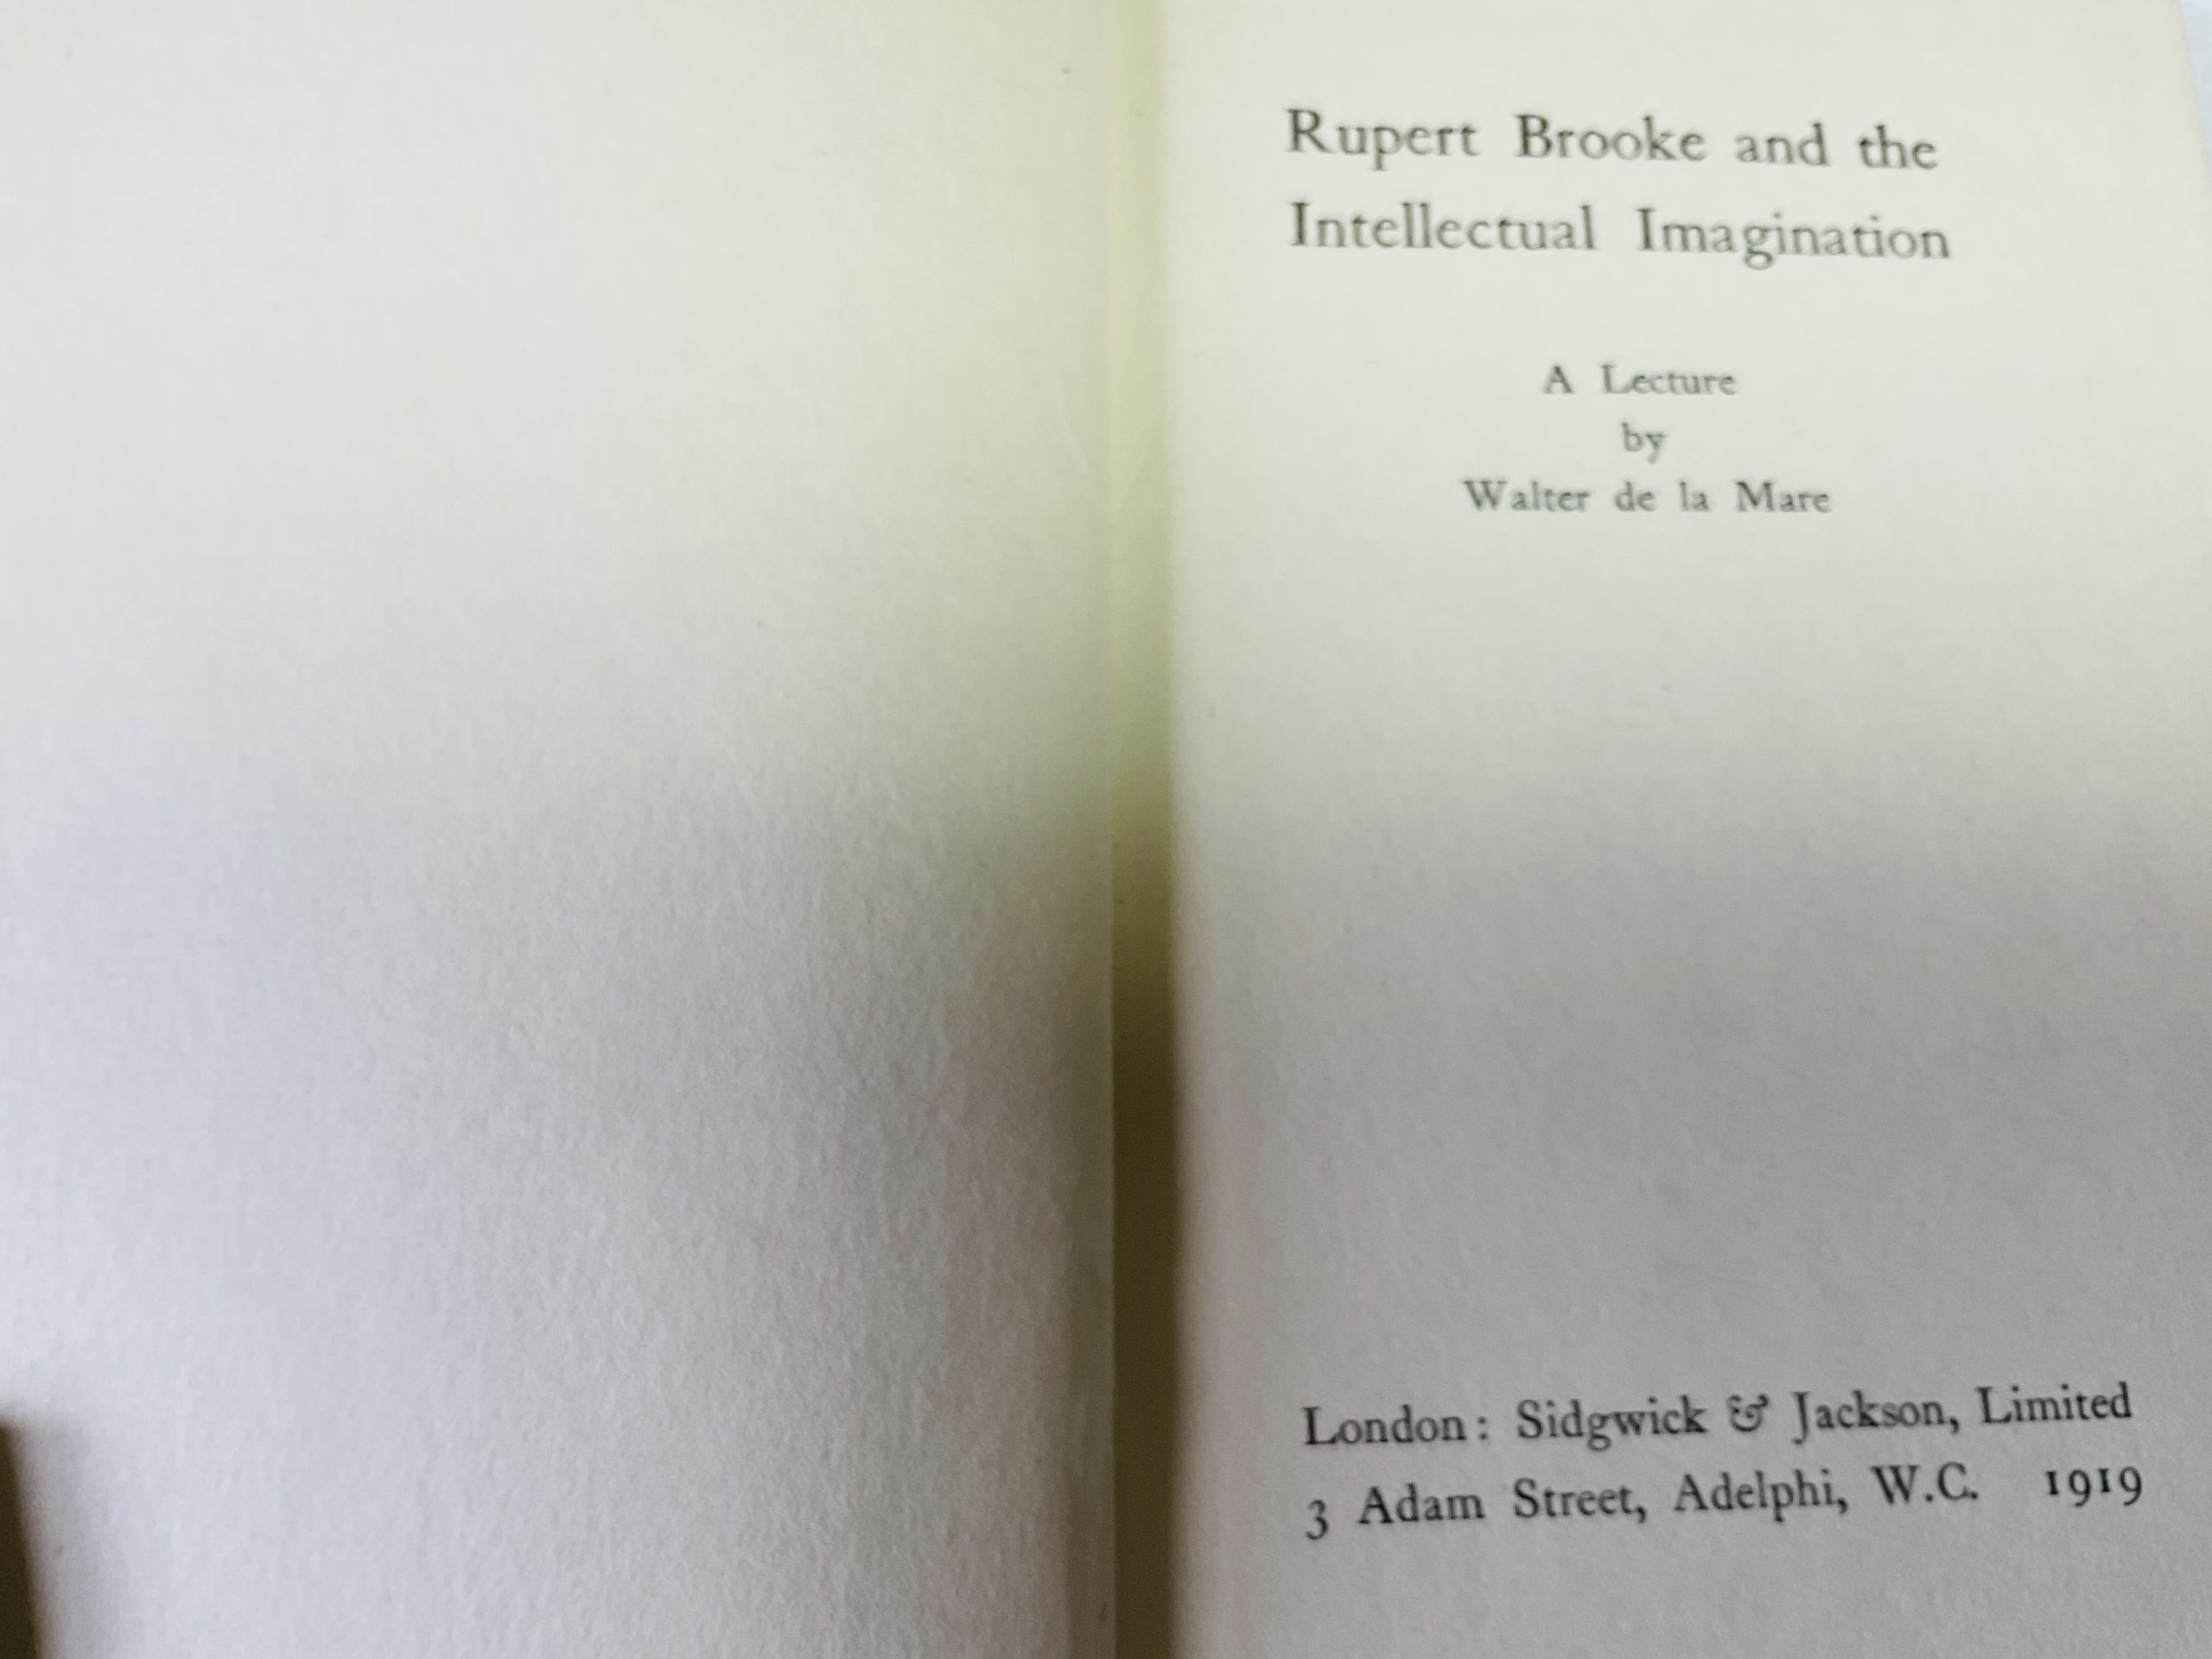 Rupert Brooke and the
Intellectual Imagination
A Lecture
by
Walter de la Mare
London: Sidgwick & Jackson, Limited
3 Adam Street, Adelphi, W.C. 1919